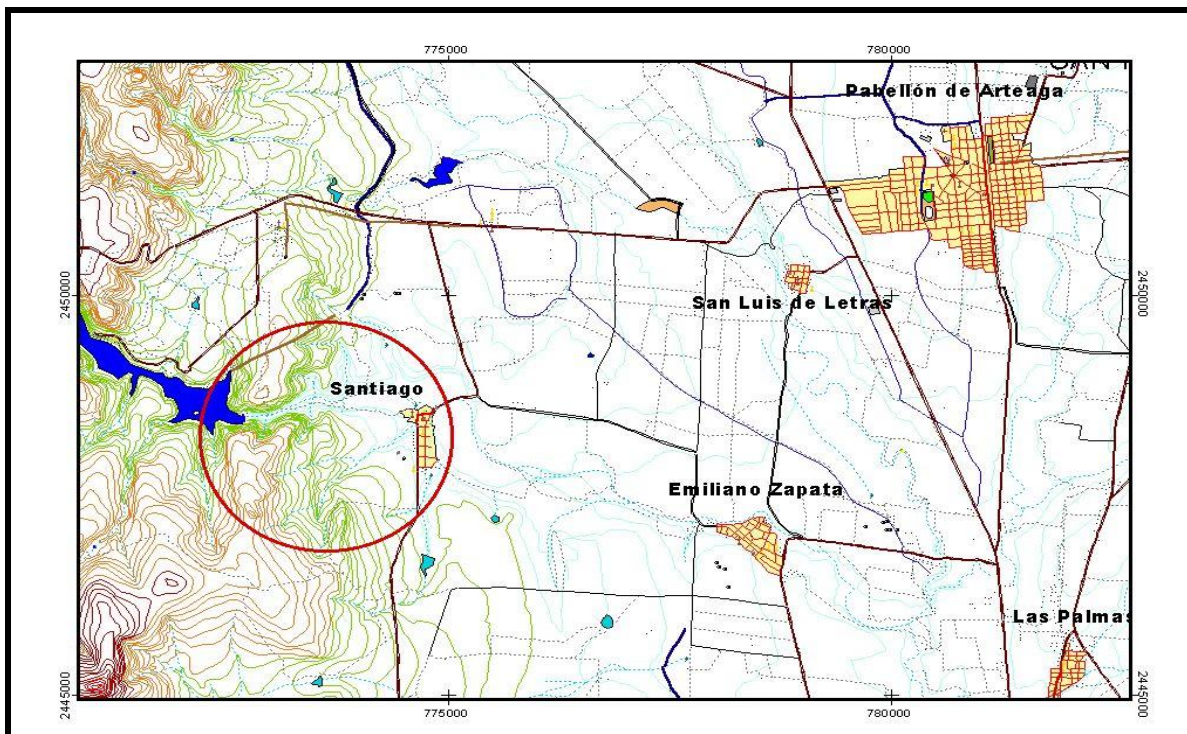 775000
780000
SAN
Pabellón de Arteaga
2450000
2450000
San Luis de Letras
Santiago
Emiliano Zapata
Las Palmas
2445000
2445000
775000
780000